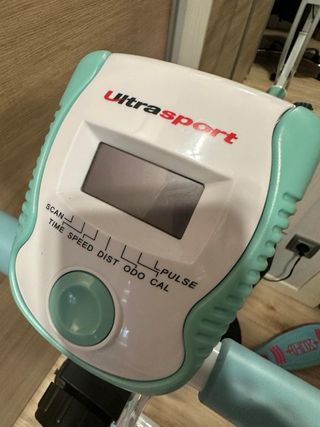 Ultrasport
SCAN PULSE
TIME SPEED DIST ODO CAL